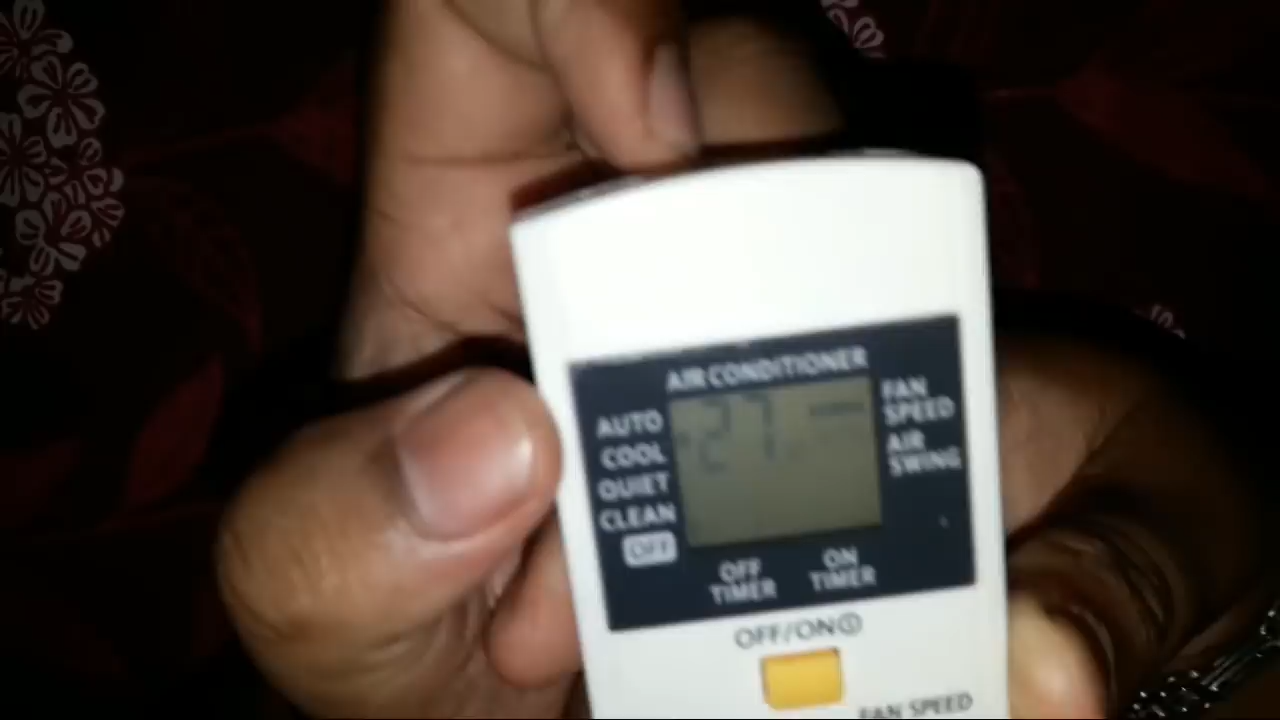 AIR CONDITIONER
AUTO
COOL
QUIET
CLEAN
OFF
27
FAN
SPEED
AIR
SWING
OFF
TIMER
ON
TIMER
OFF/ON
FAN SPEED